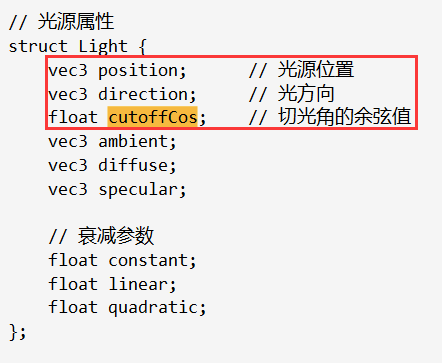 // 光源属性
struct Light {
    vec3 position;      // 光源位置
    vec3 direction;     // 光方向
    float cutoffCos;    // 切光角的余弦值
    vec3 ambient;
    vec3 diffuse;
    vec3 specular;

    // 衰减参数
    float constant;
    float linear;
    float quadratic;
};